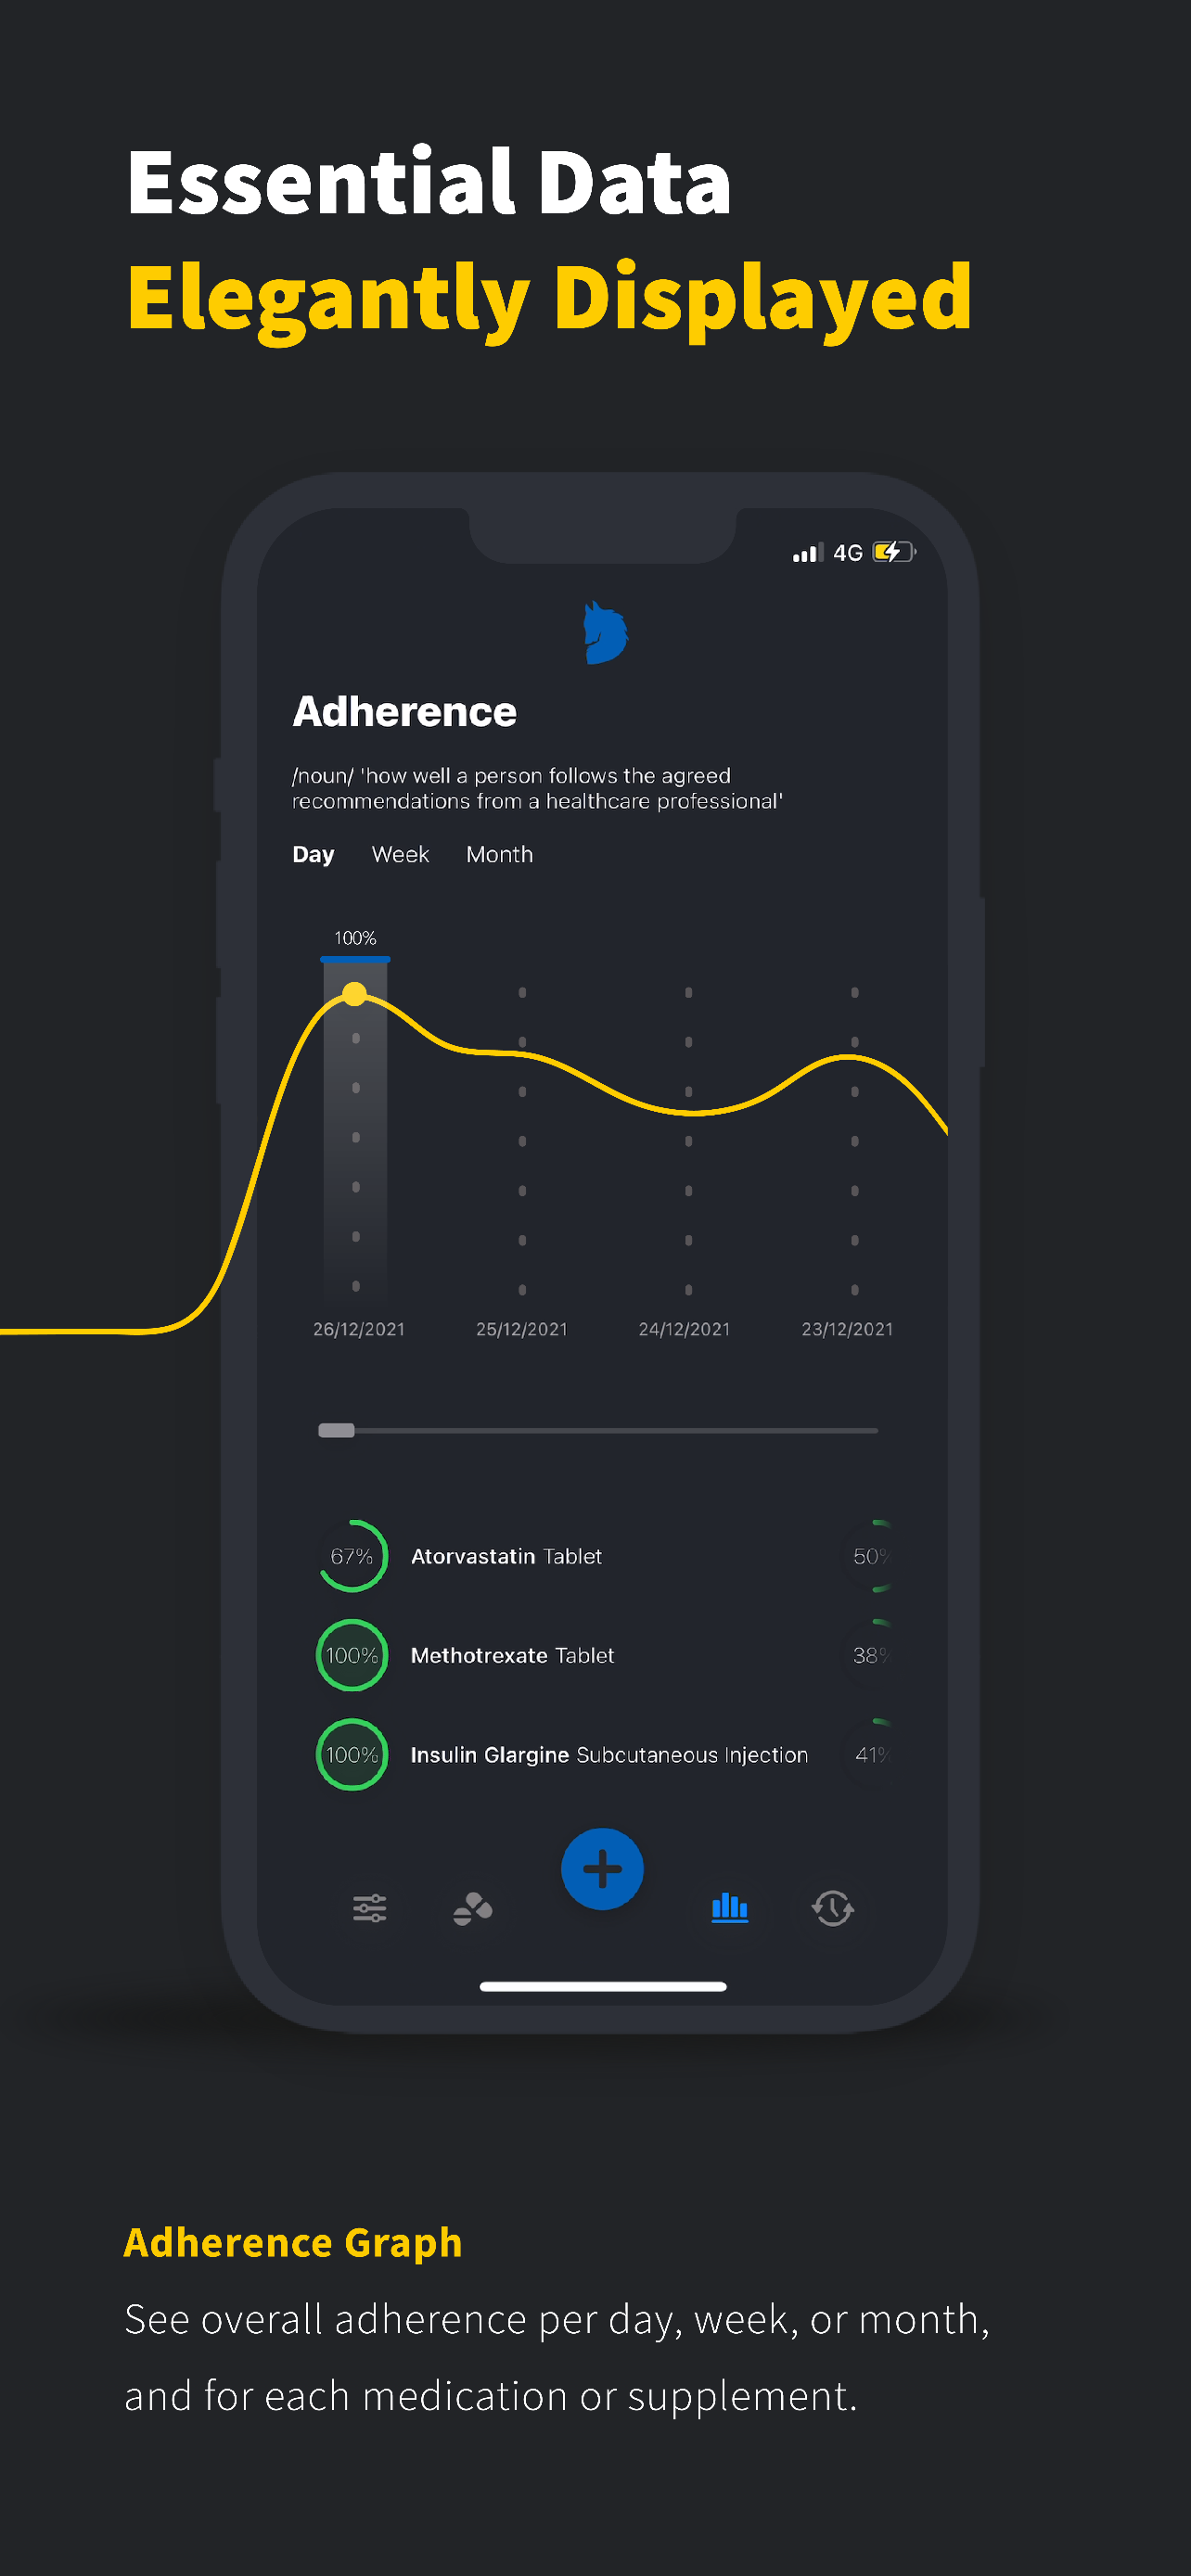 Essential Data
Elegantly Displayed
4G
Adherence
/noun/ 'how well a person follows the agreed
recommendations from a healthcare professional'
Day Week Month
100%
26/12/2021 25/12/2021 24/12/2021 23/12/2021
67% Atorvastatin Tablet 50%
100% Methotrexate Tablet 38%
100% Insulin Glargine Subcutaneous Injection 41%
Adherence Graph
See overall adherence per day, week, or month,
and for each medication or supplement.